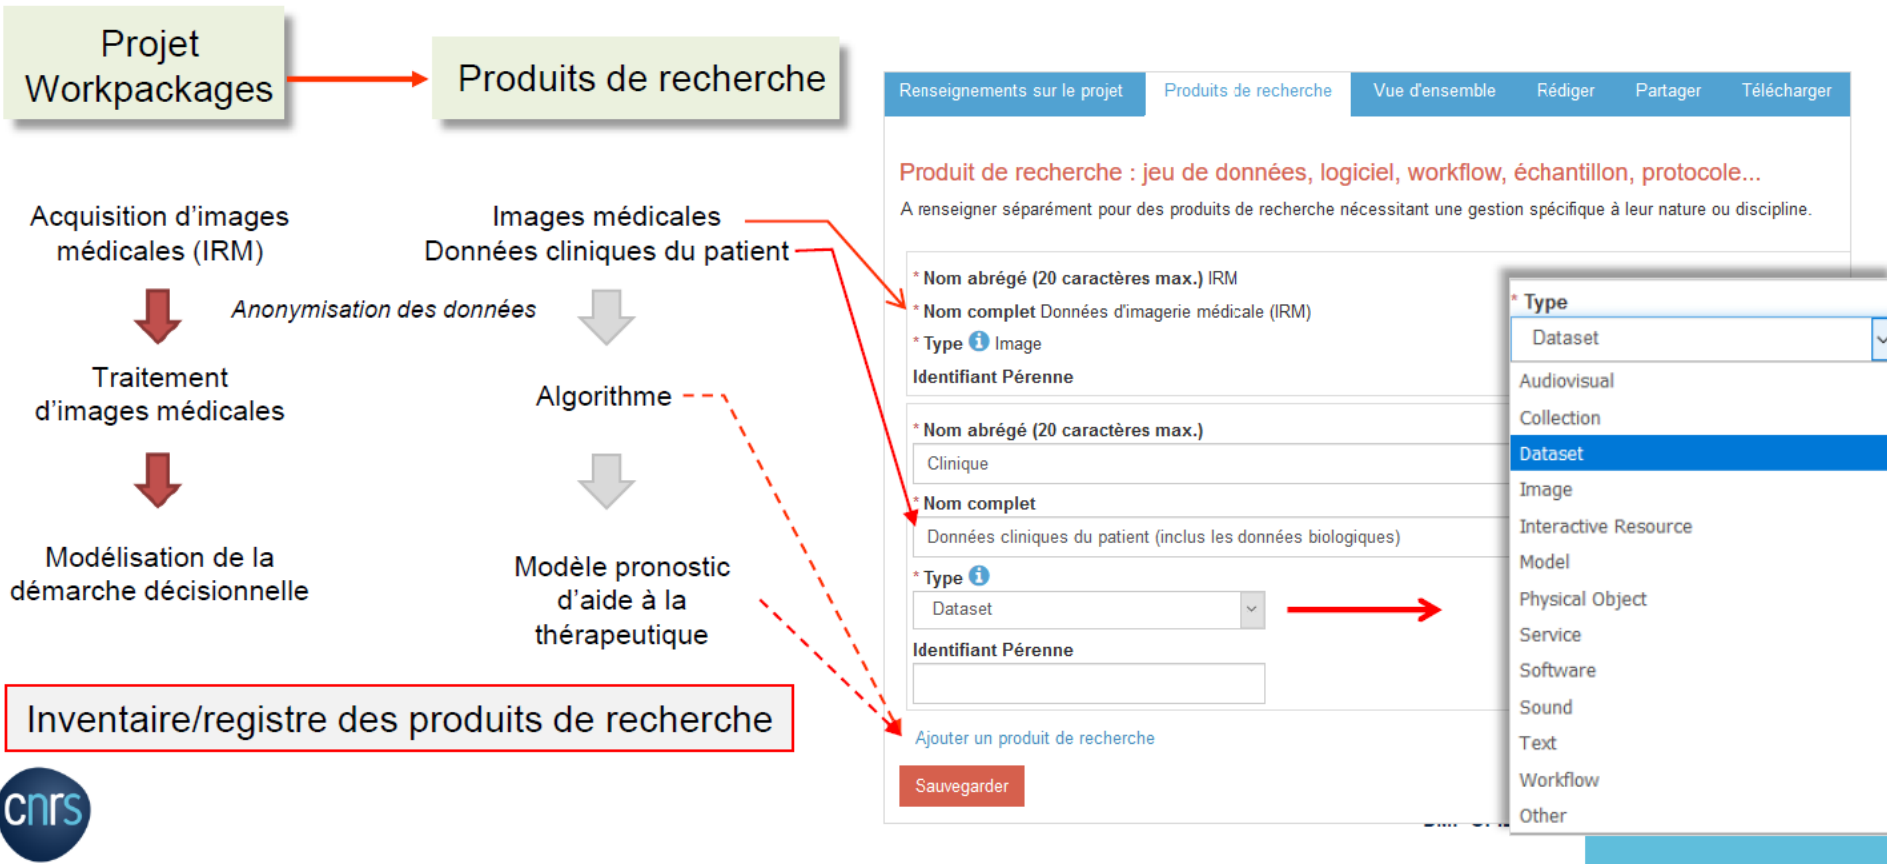 Projet
Workpackages
Produits de recherche
Acquisition d'images
médicales (IRM)
Anonymisation des données
Traitement
d'images médicales
Modélisation de la
démarche décisionnelle
Images médicales
Données cliniques du patient
Algorithme
Modèle pronostic
d'aide à la
thérapeutique
Inventaire/registre des produits de recherche
cnrs
Renseignements sur le projet
Produits de recherche
Vue d'ensemble
Rédiger
Partager
Télécharger
Produit de recherche : jeu de données, logiciel, workflow, échantillon, protocole...
A renseigner séparément pour des produits de recherche nécessitant une gestion spécifique à leur nature ou discipline.
* Nom abrégé (20 caractères max.) IRM
* Nom complet Données d'imagerie médicale (IRM)
* Type i Image
Identifiant Pérenne
* Nom abrégé (20 caractères max.)
Clinique
* Nom complet
Données cliniques du patient (inclus les données biologiques)
* Type i
Dataset
Identifiant Pérenne
Ajouter un produit de recherche
Sauvegarder
* Type
Dataset
Audiovisual
Collection
Dataset
Image
Interactive Resource
Model
Physical Object
Service
Software
Sound
Text
Workflow
Other